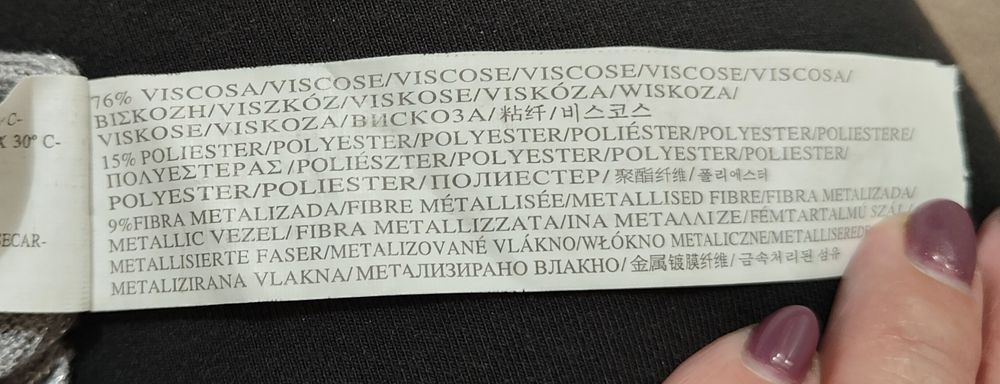 76% VISCOSA/VISCOSE/VISCOSE/VISCOSE/VISCOSE/VISCOSA/
ΒΙΣΚΟΖΗ/VISZKÓZ/VISKOSE/VISKÓZA/WISKOZA/
VISKOSE/VISKOZA/ВИСКОЗА/粘纤/비스코스
15% POLIESTER/POLYESTER/POLIÉSTER/POLYESTER/POLIESTERE/
ΠΟΛΥΕΣΤΕΡΑΣ/POLIÉSZTER/POLYESTER/POLYESTER/
POLYESTER/POLIESTER/ПОЛИЕСТЕР/聚酯纤维/폴리에스터
9%FIBRA METALIZADA/FIBRE MÉTALLISÉE/METALLISED FIBRE/FIBRA METALIZADA/
METALLIC VEZEL/FIBRA METALLIZZATA/ΙΝΑ ΜΕΤΑΛΛΙΖΕ/FÉMTARTALMÚ SZÁL/
METALLISIERTE FASER/METALIZOVANÉ VLÁKNO/WŁÓKNO METALICZNE/METALLISEREDE
METALIZIRANA VLAKNA/МЕТАЛИЗИРАНО ВЛАКНО/金属镀膜纤维/금속처리된 섬유
C-
X 30° C-
SECAR-